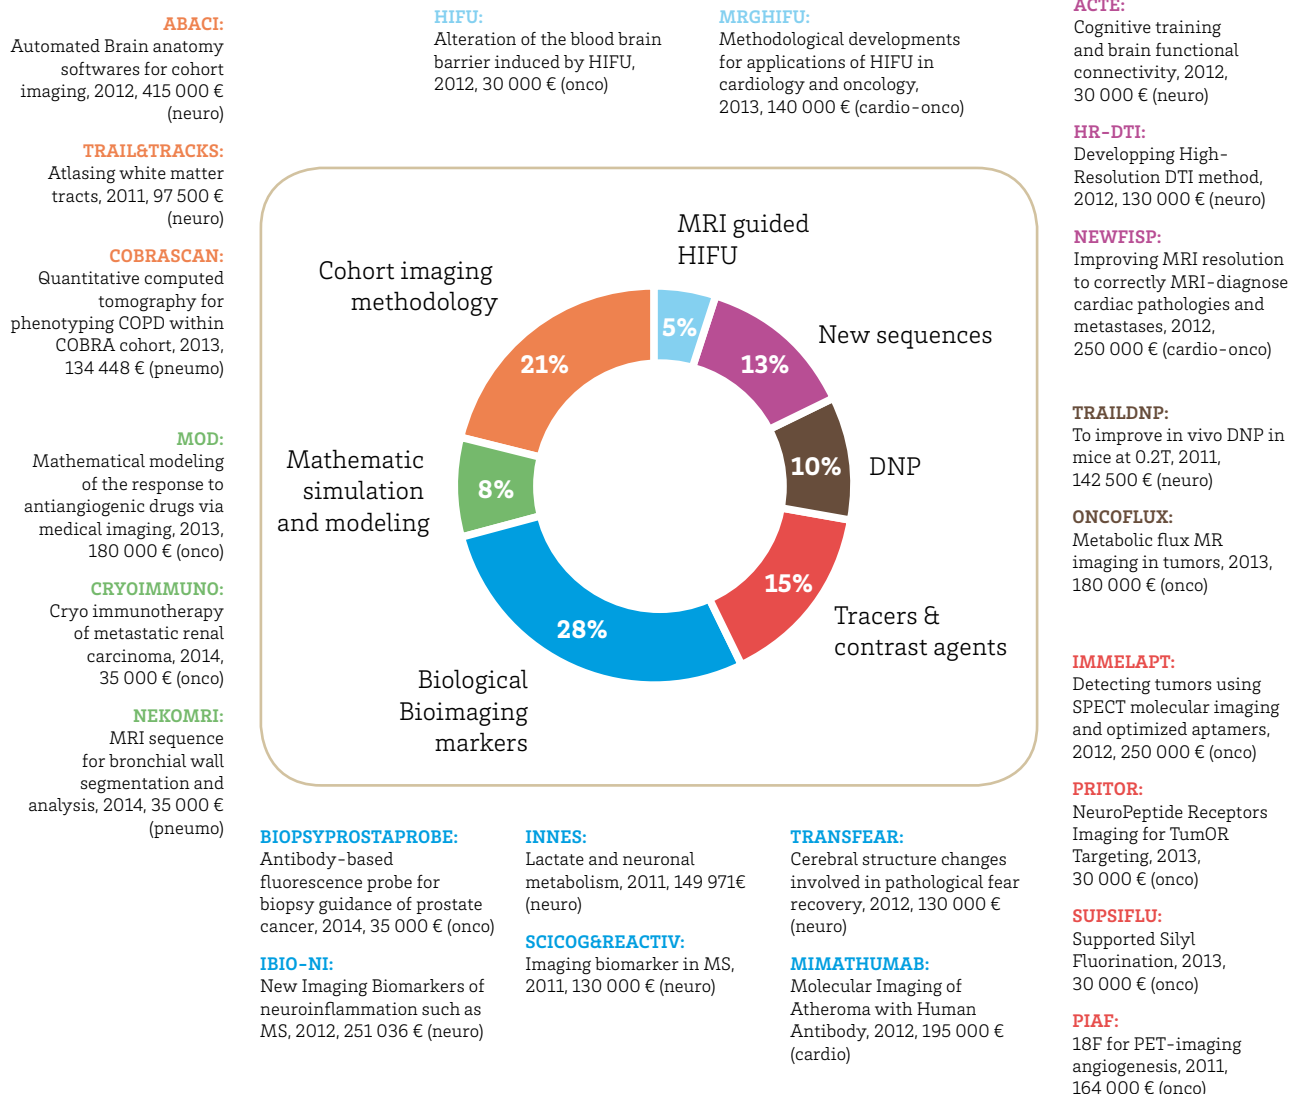 ABACI:
Automated Brain anatomy
softwares for cohort
imaging, 2012, 415 000 €
(neuro)
TRAIL&TRACKS:
Atlasing white matter
tracts, 2011, 97 500 €
(neuro)
COBRASCAN:
Quantitative computed
tomography for
phenotyping COPD within
COBRA cohort, 2013,
134 448 € (pneumo)
MOD:
Mathematical modeling
of the response to
antiangiogenic drugs via
medical imaging, 2013,
180 000 € (onco)
CRYOIMMUNO:
Cryo immunotherapy
of metastatic renal
carcinoma, 2014,
35 000 € (onco)
NEKOMRI:
MRI sequence
for bronchial wall
segmentation and
analysis, 2014, 35 000 €
(pneumo)
HIFU:
Alteration of the blood brain
barrier induced by HIFU,
2012, 30 000 € (onco)
MRGHIFU:
Methodological developments
for applications of HIFU in
cardiology and oncology,
2013, 140 000 € (cardio-onco)
MRI guided
HIFU
Cohort imaging
methodology
New sequences
5%
21%
13%
Mathematic
simulation
and modeling
8%
10%
DNP
15%
28%
Tracers &
contrast agents
Biological
Bioimaging
markers
BIOPSYPROSTAPROBE:
Antibody-based
fluorescence probe for
biopsy guidance of prostate
cancer, 2014, 35 000 € (onco)
IBIO-NI:
New Imaging Biomarkers of
neuroinflammation such as
MS, 2012, 251 036 € (neuro)
INNES:
Lactate and neuronal
metabolism, 2011, 149 971€
(neuro)
SCICOG&REACTIV:
Imaging biomarker in MS,
2011, 130 000 € (neuro)
TRANSFEAR:
Cerebral structure changes
involved in pathological fear
recovery, 2012, 130 000 €
(neuro)
MIMATHUMAB:
Molecular Imaging of
Atheroma with Human
Antibody, 2012, 195 000 €
(cardio)
ACTE:
Cognitive training
and brain functional
connectivity, 2012,
30 000 € (neuro)
HR-DTI:
Developping High-
Resolution DTI method,
2012, 130 000 € (neuro)
NEWFISP:
Improving MRI resolution
to correctly MRI-diagnose
cardiac pathologies and
metastases, 2012,
250 000 € (cardio-onco)
TRAILDNP:
To improve in vivo DNP in
mice at 0.2T, 2011,
142 500 € (neuro)
ONCOFLUX:
Metabolic flux MR
imaging in tumors, 2013,
180 000 € (onco)
IMMELAPT:
Detecting tumors using
SPECT molecular imaging
and optimized aptamers,
2012, 250 000 € (onco)
PRITOR:
NeuroPeptide Receptors
Imaging for TumOR
Targeting, 2013,
30 000 € (onco)
SUPSIFLU:
Supported Silyl
Fluorination, 2013,
30 000 € (onco)
PIAF:
18F for PET-imaging
angiogenesis, 2011,
164 000 € (onco)